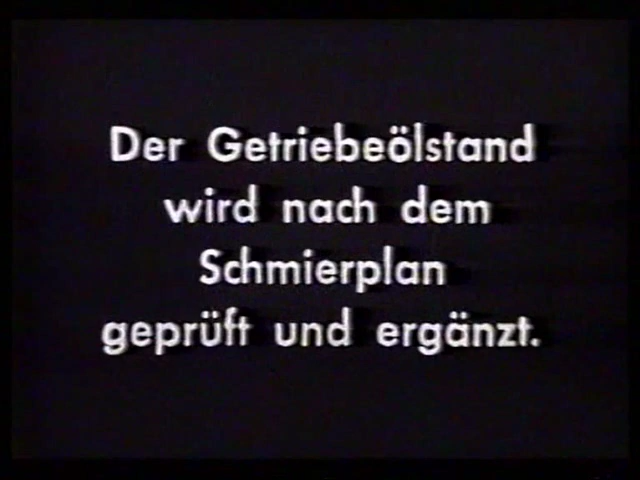 Der Getriebeölstand
wird nach dem
Schmierplan
geprüft und ergänzt.